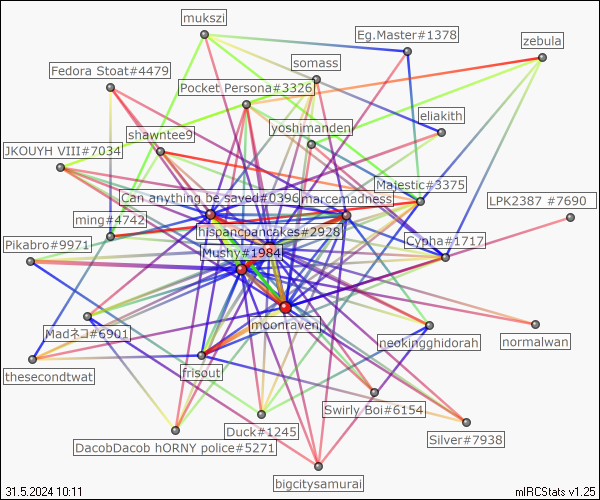 mukszi
Eg.Master#1378
zebula
somass
Fedora Stoat#4479
Pocket Persona#3326
eliakith
yoshimanden
shawntee9
JKOUYH VIII#7034
Majestic#3375
Can anything be saved#0396
marcemadness
LPK2387 #7690
ming#4742
hispancpancakes#2928
Cypha#1717
Pikabro#9971
Mushy#1984
moonraven
Madネコ#6901
neokingghidorah
normalwan
thesecondtwat
frisout
Swirly Boi#6154
Duck#1245
Silver#7938
DacobDacob hORNY police#5271
bigcitysamurai
31.5.2024 10:11
mIRCStats v1.25